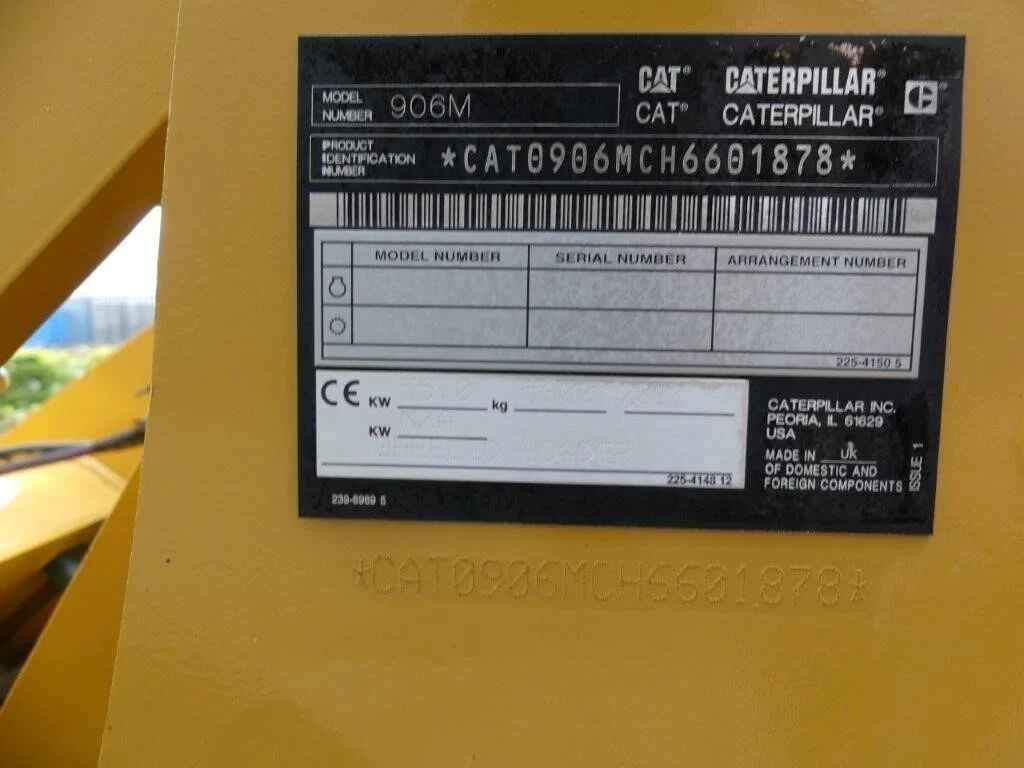 MODEL NUMBER 906M
CAT® CATERPILLAR®
CAT® CATERPILLAR®
PRODUCT IDENTIFICATION NUMBER *CAT0906MCH6601878*
MODEL NUMBER SERIAL NUMBER ARRANGEMENT NUMBER
225-4150 5
CE KW kg
KW
225-4148 12
239-6969 5
CATERPILLAR INC.
PEORIA, IL 61629
USA
MADE IN UK
OF DOMESTIC AND
FOREIGN COMPONENTS
ISSUE 1
*CAT0906MCH6601878*